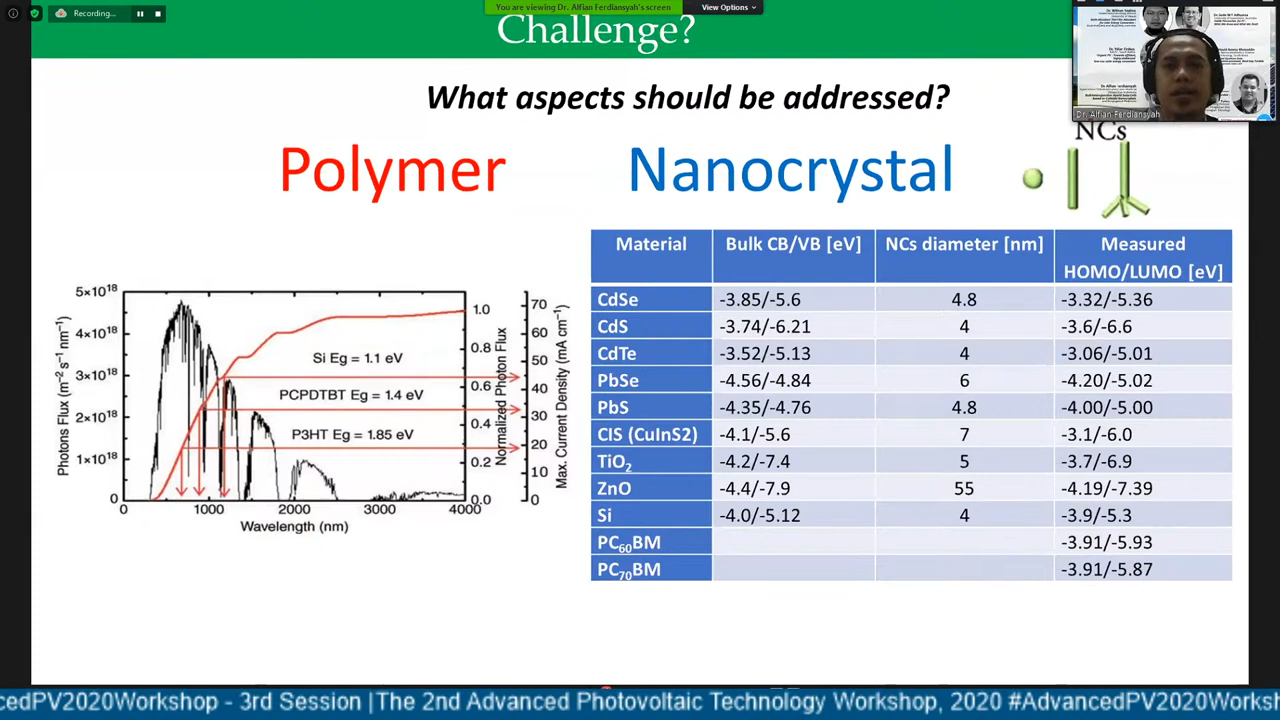 Recording...
You are viewing Dr. Alfian Ferdiansyah's screen
View Options
Challenge?
What aspects should be addressed?
Dr. Alfian Ferdiansyah
Polymer
Nanocrystal
NCs
5×10¹⁸
4×10¹⁸
3×10¹⁸
2×10¹⁸
1×10¹⁸
0
Photons Flux (m⁻² s⁻¹ nm⁻¹)
Si Eg = 1.1 eV
PCPDTBT Eg = 1.4 eV
P3HT Eg = 1.85 eV
1.0
0.8
0.6
0.4
0.2
0.0
Normalized Photon Flux
70
60
50
40
30
20
10
0
Max. Current Density (mA cm⁻¹)
0 1000 2000 3000 4000
Wavelength (nm)
Material Bulk CB/VB [eV] NCs diameter [nm] Measured HOMO/LUMO [eV]
CdSe -3.85/-5.6 4.8 -3.32/-5.36
CdS -3.74/-6.21 4 -3.6/-6.6
CdTe -3.52/-5.13 4 -3.06/-5.01
PbSe -4.56/-4.84 6 -4.20/-5.02
PbS -4.35/-4.76 4.8 -4.00/-5.00
CIS (CuInS2) -4.1/-5.6 7 -3.1/-6.0
TiO₂ -4.2/-7.4 5 -3.7/-6.9
ZnO -4.4/-7.9 55 -4.19/-7.39
Si -4.0/-5.12 4 -3.9/-5.3
PC₆₀BM -3.91/-5.93
PC₇₀BM -3.91/-5.87
cedPV2020Workshop - 3rd Session |The 2nd Advanced Photovoltaic Technology Workshop, 2020 #AdvancedPV2020Worksh